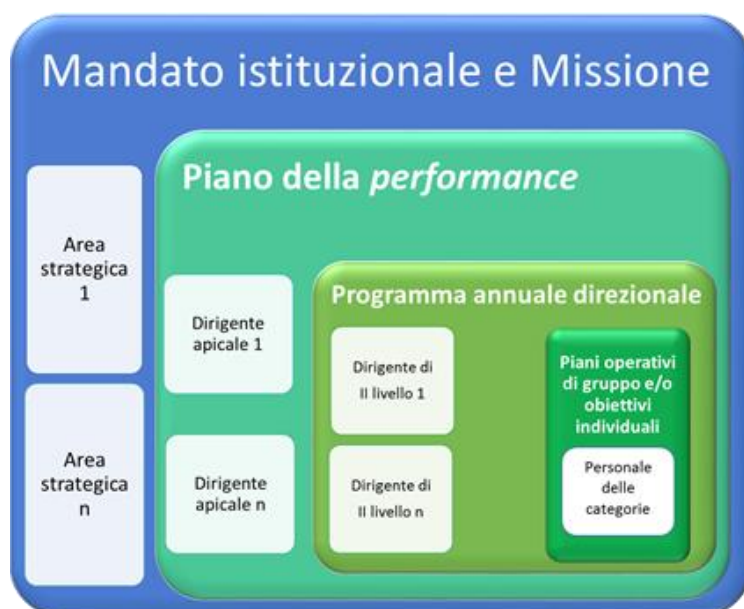 Mandato istituzionale e Missione
Piano della performance
Area
strategica
1
Area
strategica
n
Dirigente
apicale 1
Dirigente
apicale n
Programma annuale direzionale
Dirigente di
II livello 1
Dirigente di
II livello n
Piani operativi
di gruppo e/o
obiettivi
individuali
Personale
delle
categorie